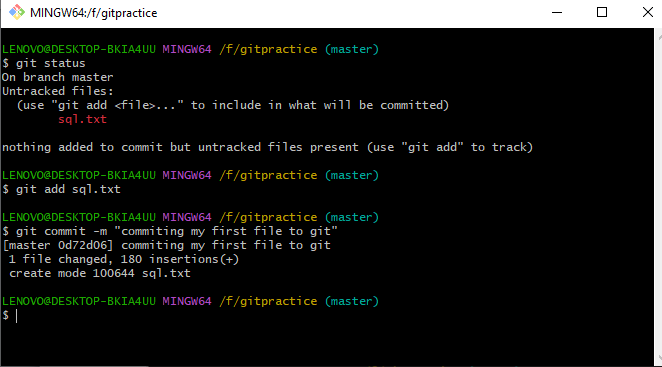 MINGW64:/f/gitpractice
LENOVO@DESKTOP-BKIA4UU MINGW64 /f/gitpractice (master)
$ git status
On branch master
Untracked files:
  (use "git add <file>..." to include in what will be committed)
        sql.txt
nothing added to commit but untracked files present (use "git add" to track)
LENOVO@DESKTOP-BKIA4UU MINGW64 /f/gitpractice (master)
$ git add sql.txt
LENOVO@DESKTOP-BKIA4UU MINGW64 /f/gitpractice (master)
$ git commit -m "commiting my first file to git"
[master 0d72d06] commiting my first file to git
 1 file changed, 180 insertions(+)
 create mode 100644 sql.txt
LENOVO@DESKTOP-BKIA4UU MINGW64 /f/gitpractice (master)
$